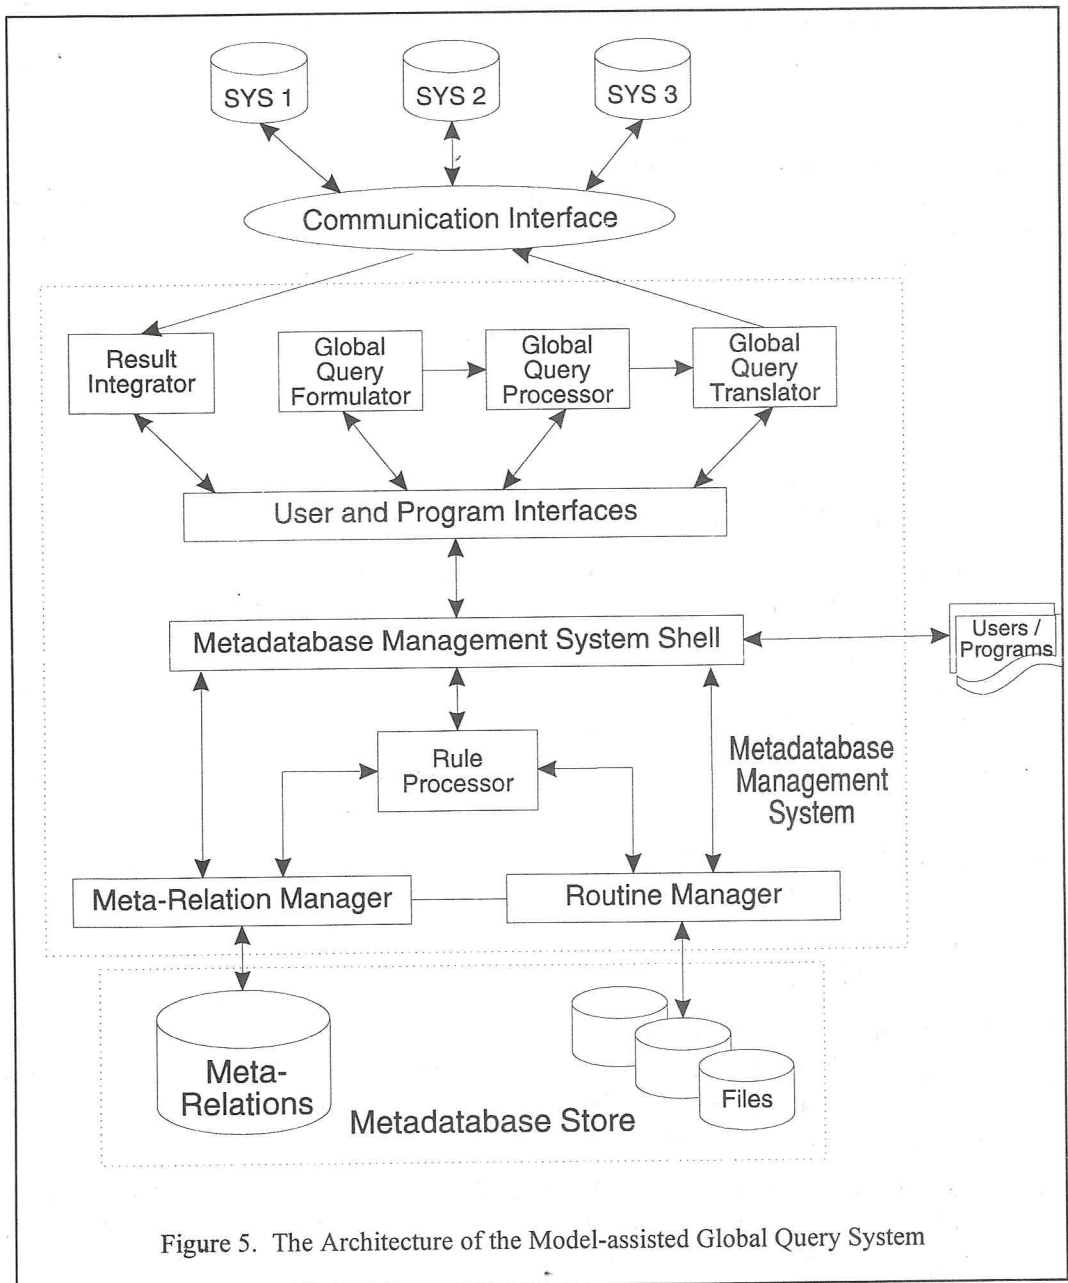 SYS 1
SYS 2
SYS 3
Communication Interface
Result
Integrator
Global
Query
Formulator
Global
Query
Processor
Global
Query
Translator
User and Program Interfaces
Metadatabase Management System Shell
Users /
Programs
Rule
Processor
Metadatabase
Management
System
Meta-Relation Manager
Routine Manager
Meta-
Relations
Files
Metadatabase Store
Figure 5. The Architecture of the Model-assisted Global Query System